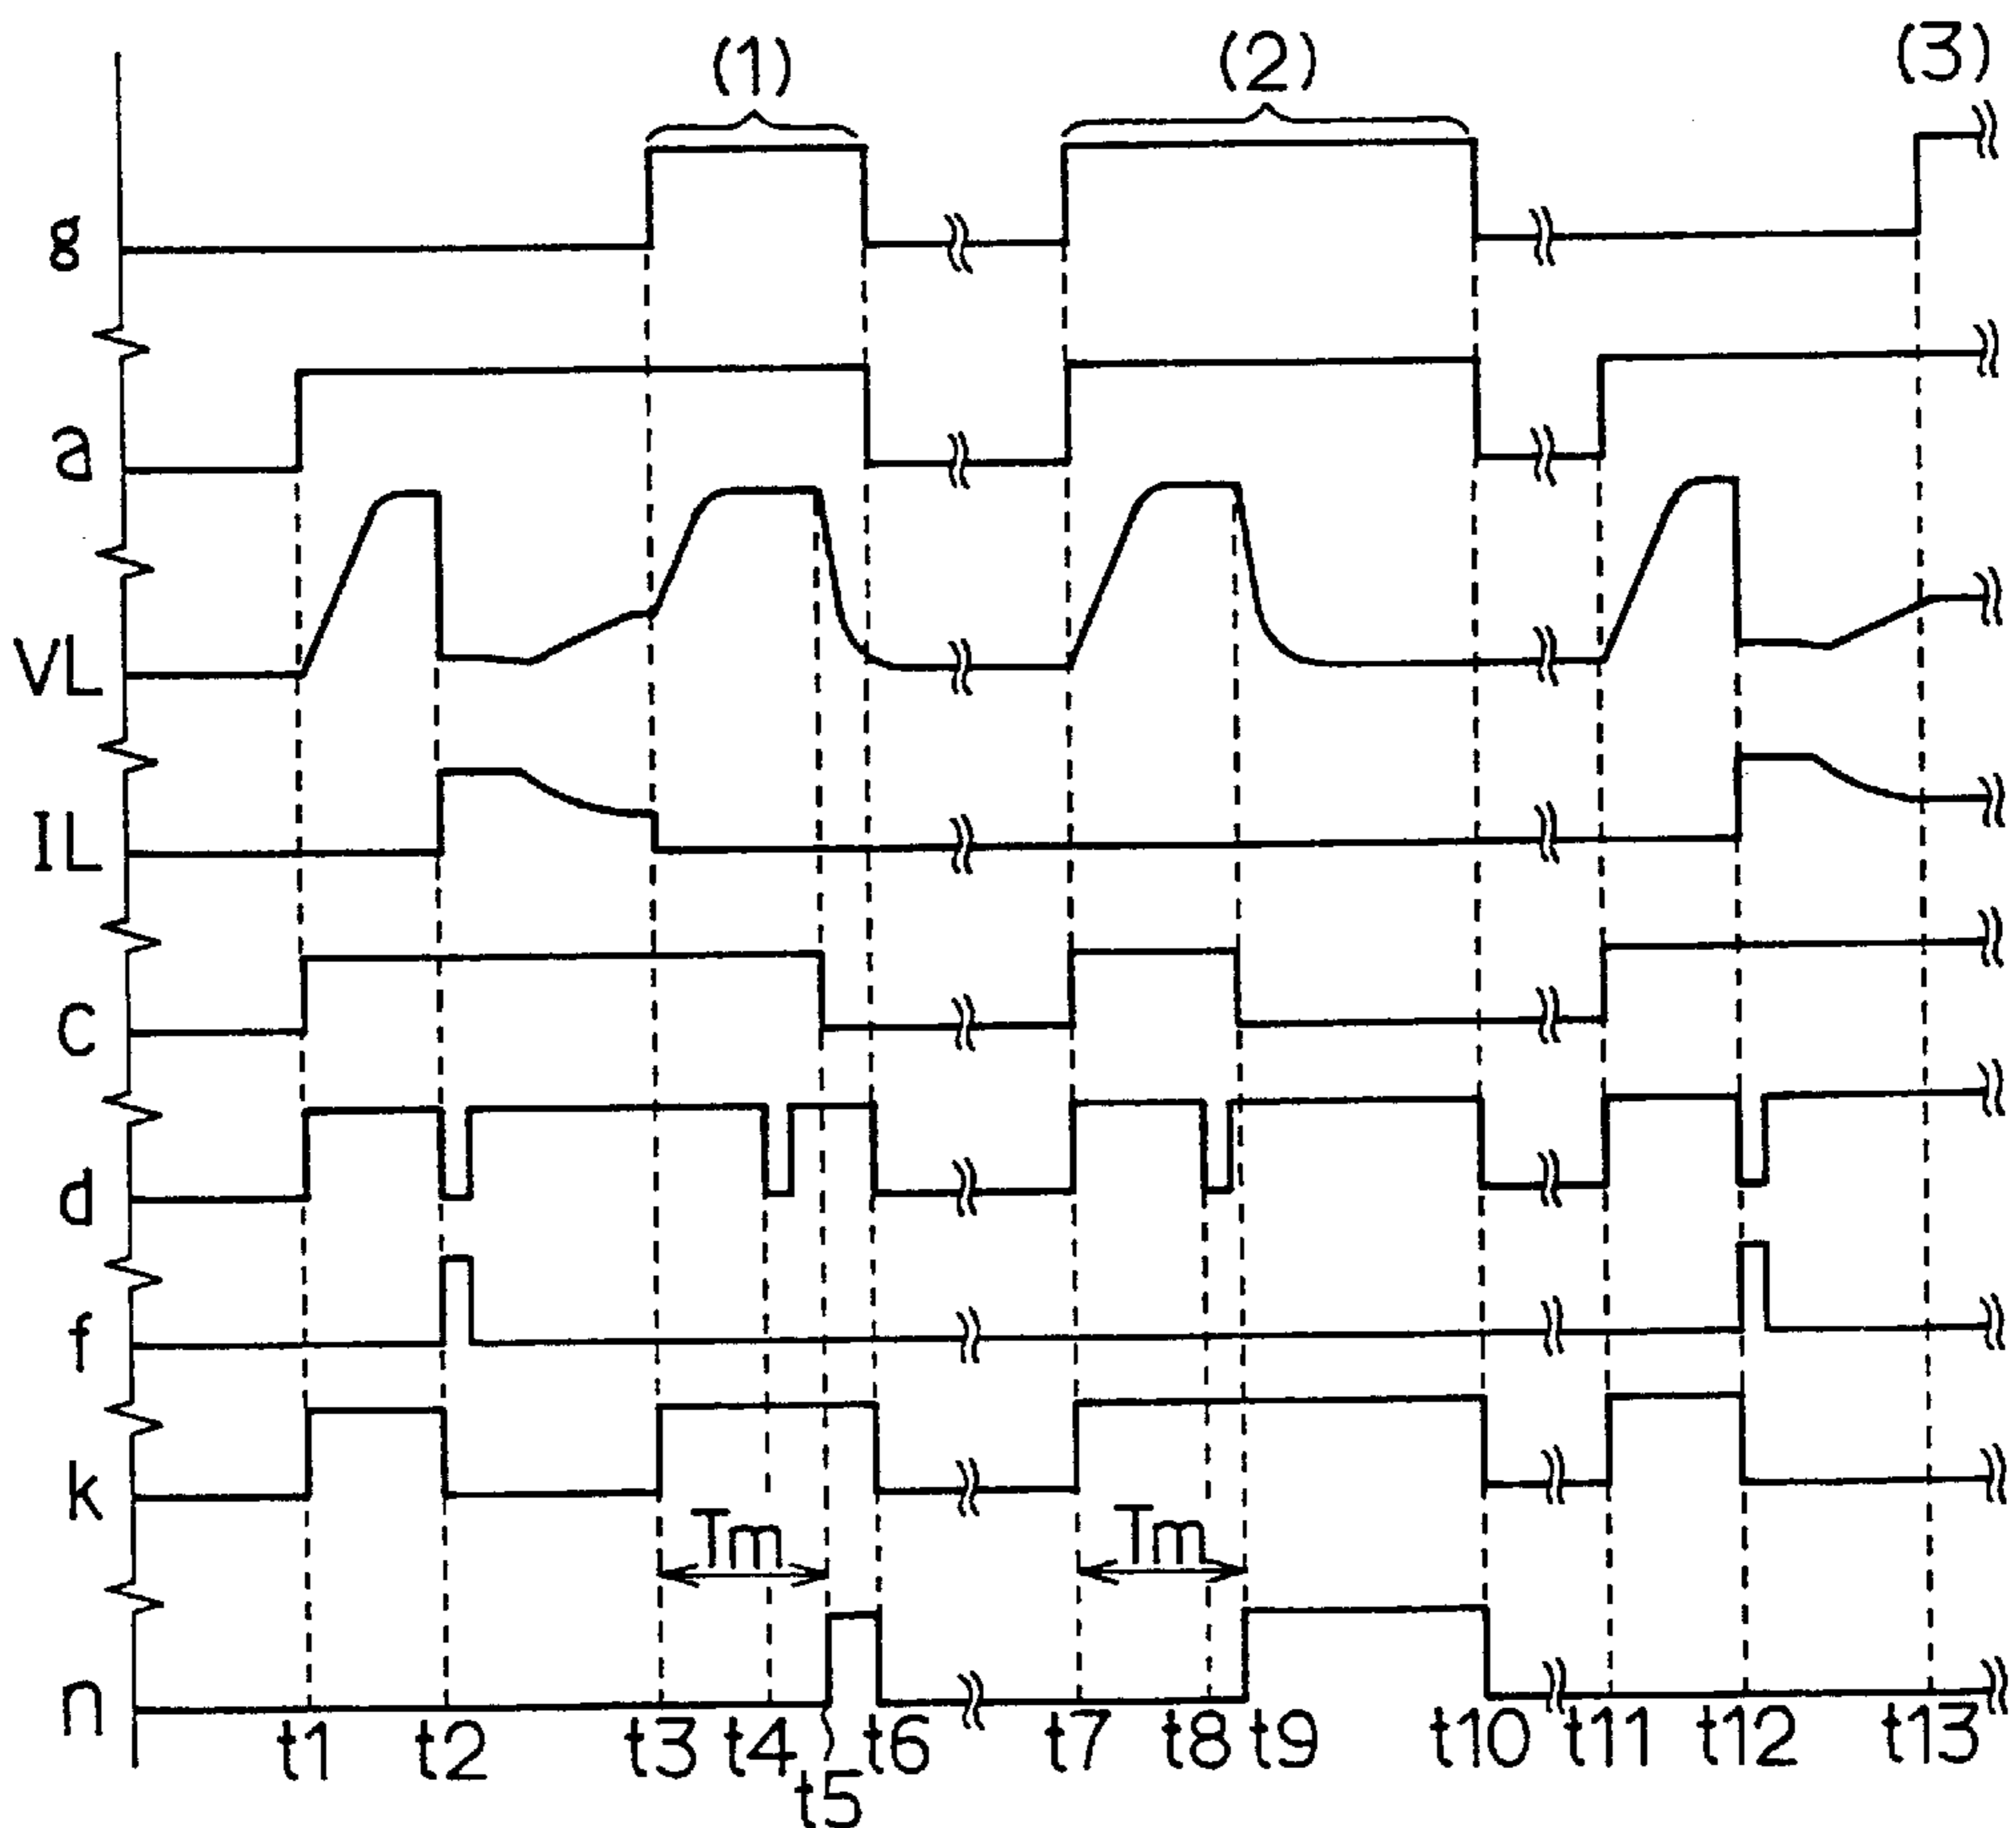 (1) (2) (3)
g
a
VL
IL
C
d
f
k
Tm Tm
n
t1 t2 t3 t4 t6 t7 t8 t9 t10 t11 t12 t13
t5